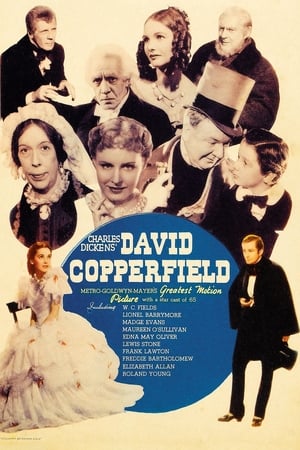 CHARLES
DICKENS'
DAVID
COPPERFIELD
METRO-GOLDWYN-MAYER'S Greatest Motion
Picture with a star cast of 65
Including
W. C. FIELDS
LIONEL BARRYMORE
MADGE EVANS
MAUREEN O'SULLIVAN
EDNA MAY OLIVER
LEWIS STONE
FRANK LAWTON
FREDDIE BARTHOLOMEW
ELIZABETH ALLAN
ROLAND YOUNG